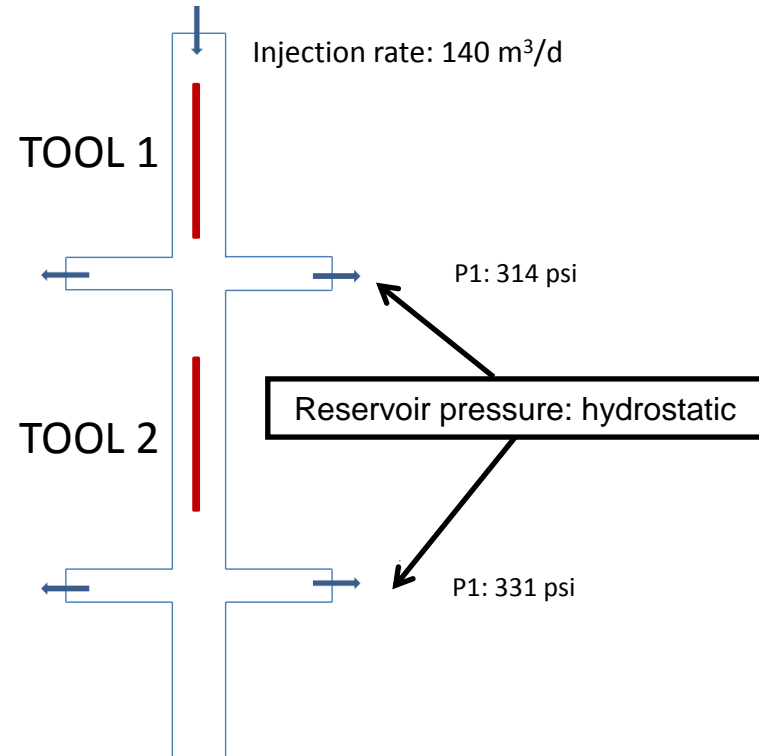 Injection rate: 140 m³/d
TOOL 1
P1: 314 psi
Reservoir pressure: hydrostatic
TOOL 2
P1: 331 psi